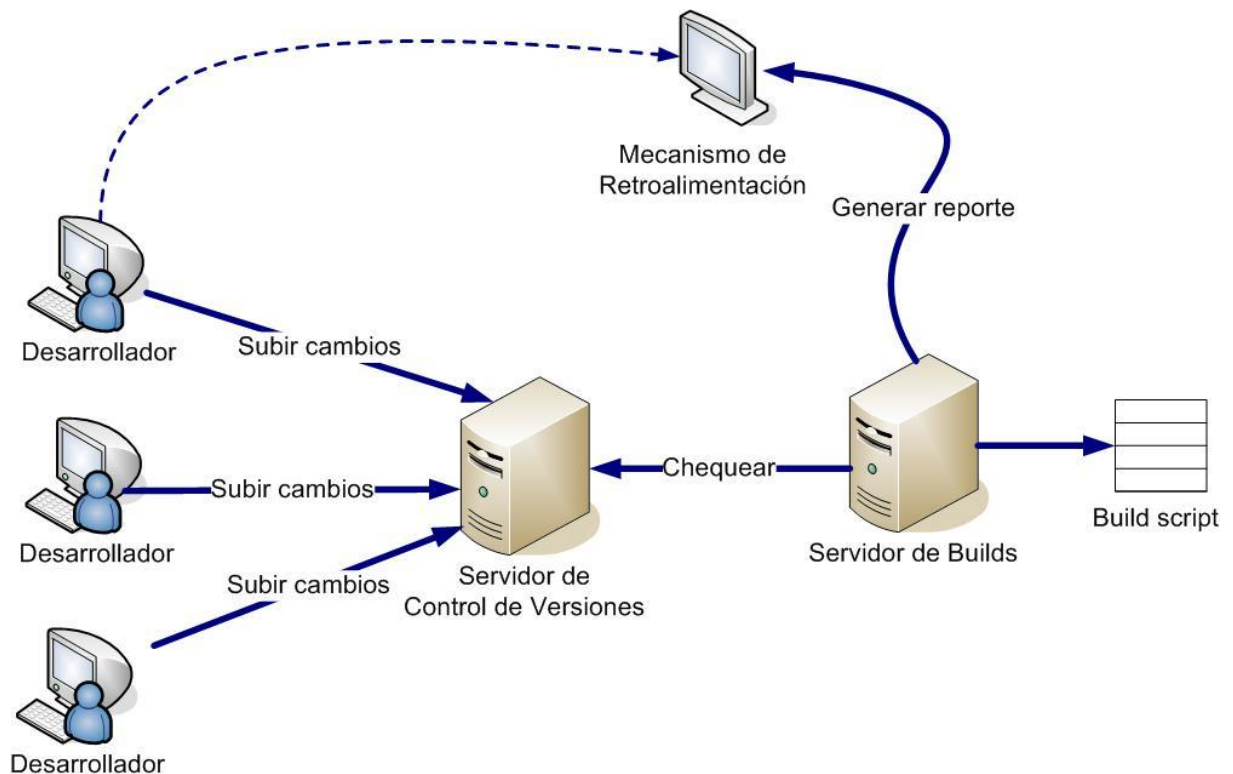 Mecanismo de
Retroalimentación
Generar reporte
Desarrollador
Subir cambios
Desarrollador
Subir cambios
Chequear
Build script
Servidor de Builds
Servidor de
Control de Versiones
Subir cambios
Desarrollador